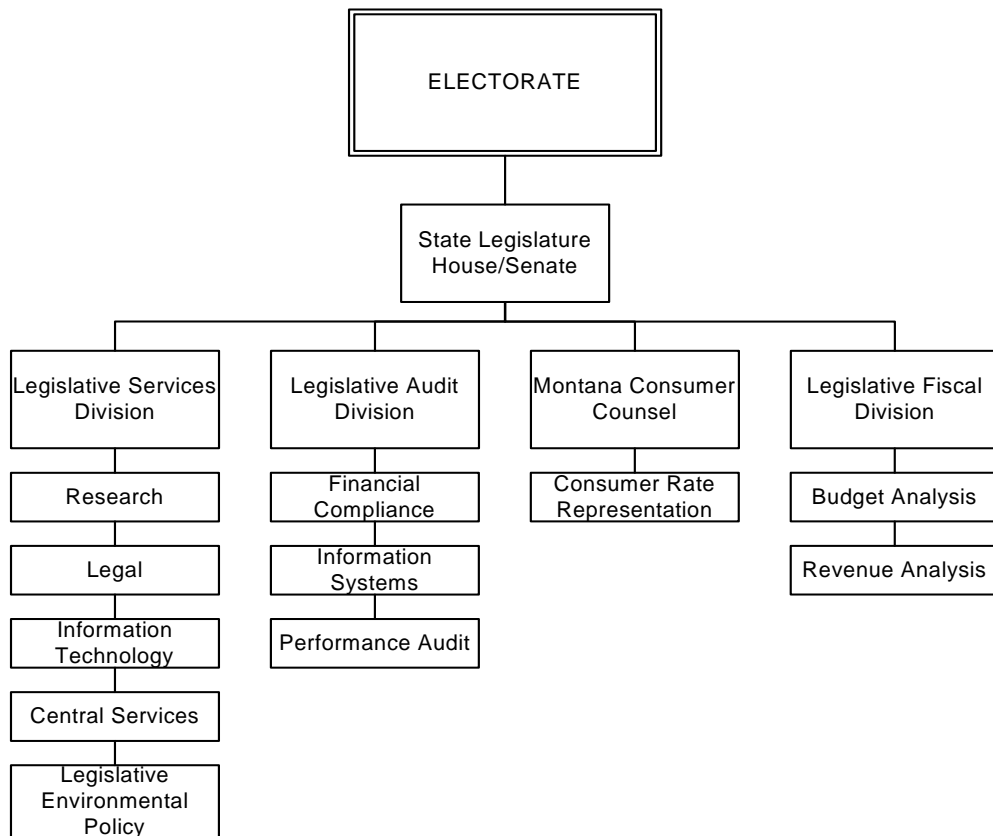 ELECTORATE
State Legislature
House/Senate
Legislative Services
Division
Legislative Audit
Division
Montana Consumer
Counsel
Legislative Fiscal
Division
Research
Financial
Compliance
Consumer Rate
Representation
Budget Analysis
Legal
Information
Systems
Revenue Analysis
Information
Technology
Performance Audit
Central Services
Legislative
Environmental
Policy